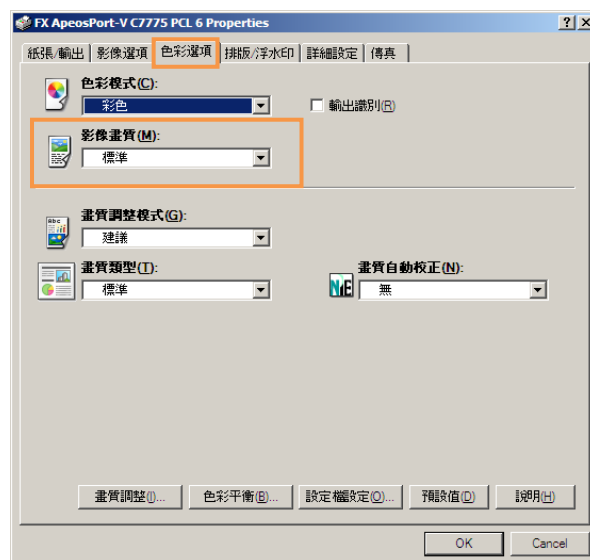 FX ApeosPort-V C7775 PCL 6 Properties
紙張/輸出 影像選項 色彩選項 排版/浮水印 詳細設定 傳真
色彩模式(C):
彩色
輸出識別(R)
影像畫質(M):
標準
畫質調整模式(G):
建議
畫質類型(T):
標準
畫質自動校正(N):
無
畫質調整(I)... 色彩平衡(B)... 設定檔設定(O)... 預設值(D) 說明(H)
OK Cancel